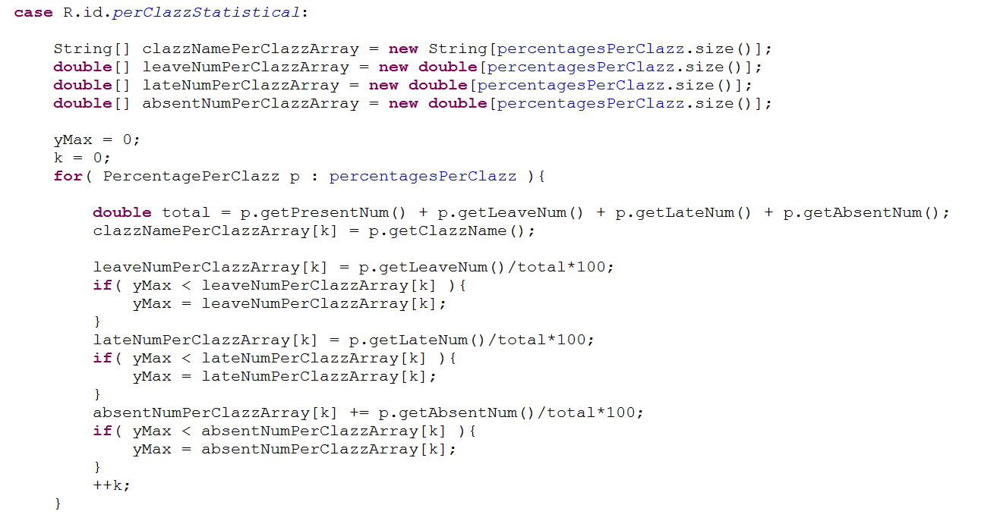 case R.id.perClazzStatistical:
String[] clazzNamePerClazzArray = new String[percentagesPerClazz.size()];
double[] leaveNumPerClazzArray = new double[percentagesPerClazz.size()];
double[] lateNumPerClazzArray = new double[percentagesPerClazz.size()];
double[] absentNumPerClazzArray = new double[percentagesPerClazz.size()];
yMax = 0;
k = 0;
for( PercentagePerClazz p : percentagesPerClazz ){
double total = p.getPresentNum() + p.getLeaveNum() + p.getLateNum() + p.getAbsentNum();
clazzNamePerClazzArray[k] = p.getClazzName();
leaveNumPerClazzArray[k] = p.getLeaveNum()/total*100;
if( yMax < leaveNumPerClazzArray[k] ){
yMax = leaveNumPerClazzArray[k];
}
lateNumPerClazzArray[k] = p.getLateNum()/total*100;
if( yMax < lateNumPerClazzArray[k] ){
yMax = lateNumPerClazzArray[k];
}
absentNumPerClazzArray[k] += p.getAbsentNum()/total*100;
if( yMax < absentNumPerClazzArray[k] ){
yMax = absentNumPerClazzArray[k];
}
++k;
}